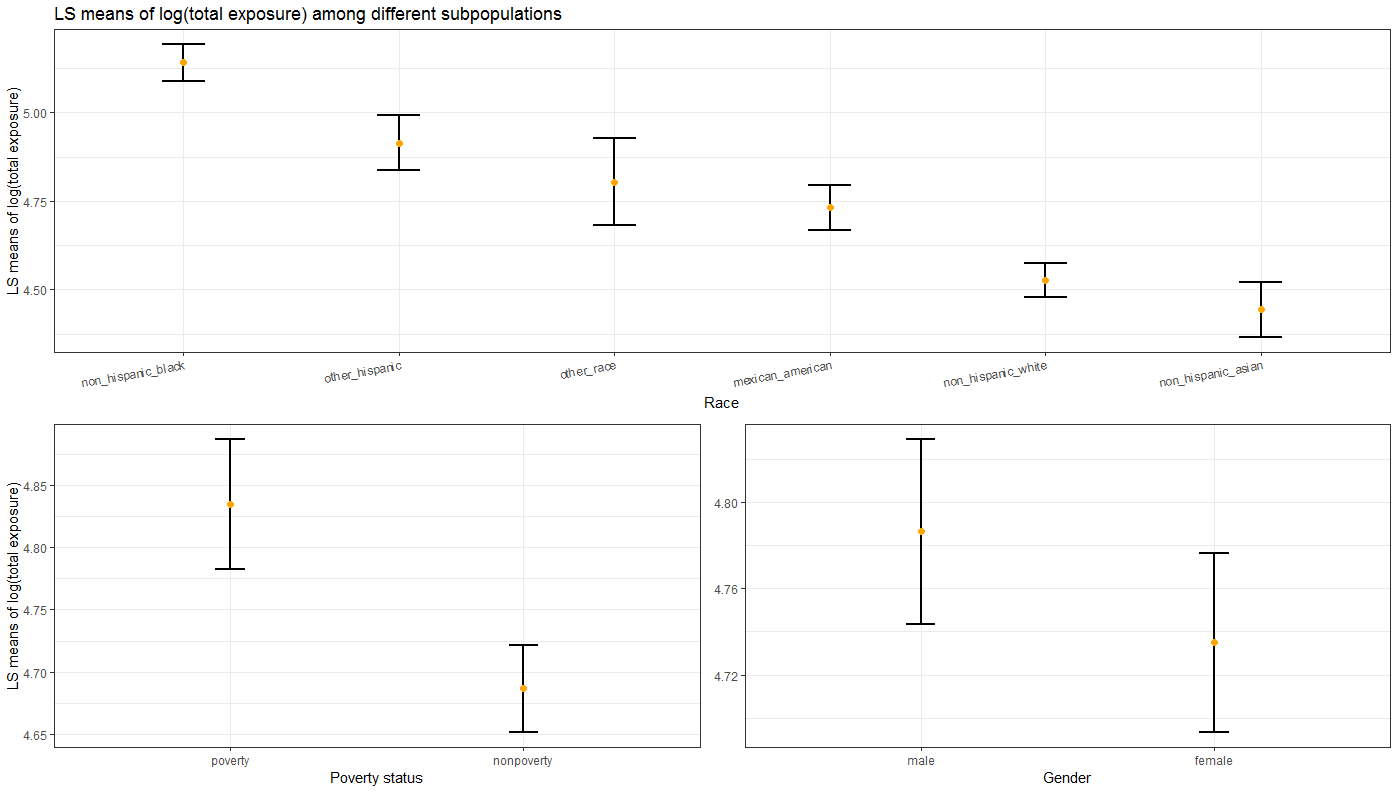 LS means of log(total exposure) among different subpopulations
LS means of log(total exposure)
5.00
4.75
4.50
non_hispanic_black
other_hispanic
other_race
mexican_american
non_hispanic_white
non_hispanic_asian
Race
LS means of log(total exposure)
4.85
4.80
4.75
4.70
4.65
poverty
nonpoverty
Poverty status
4.80
4.76
4.72
male
female
Gender